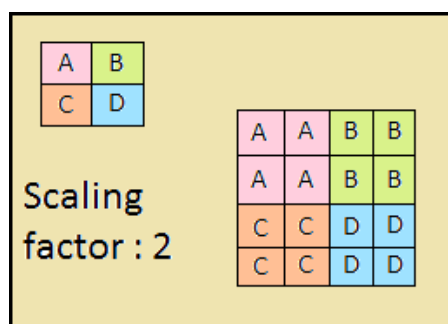 A B
C D
A A B B
A A B B
Scaling
C C D D
factor : 2
C C D D